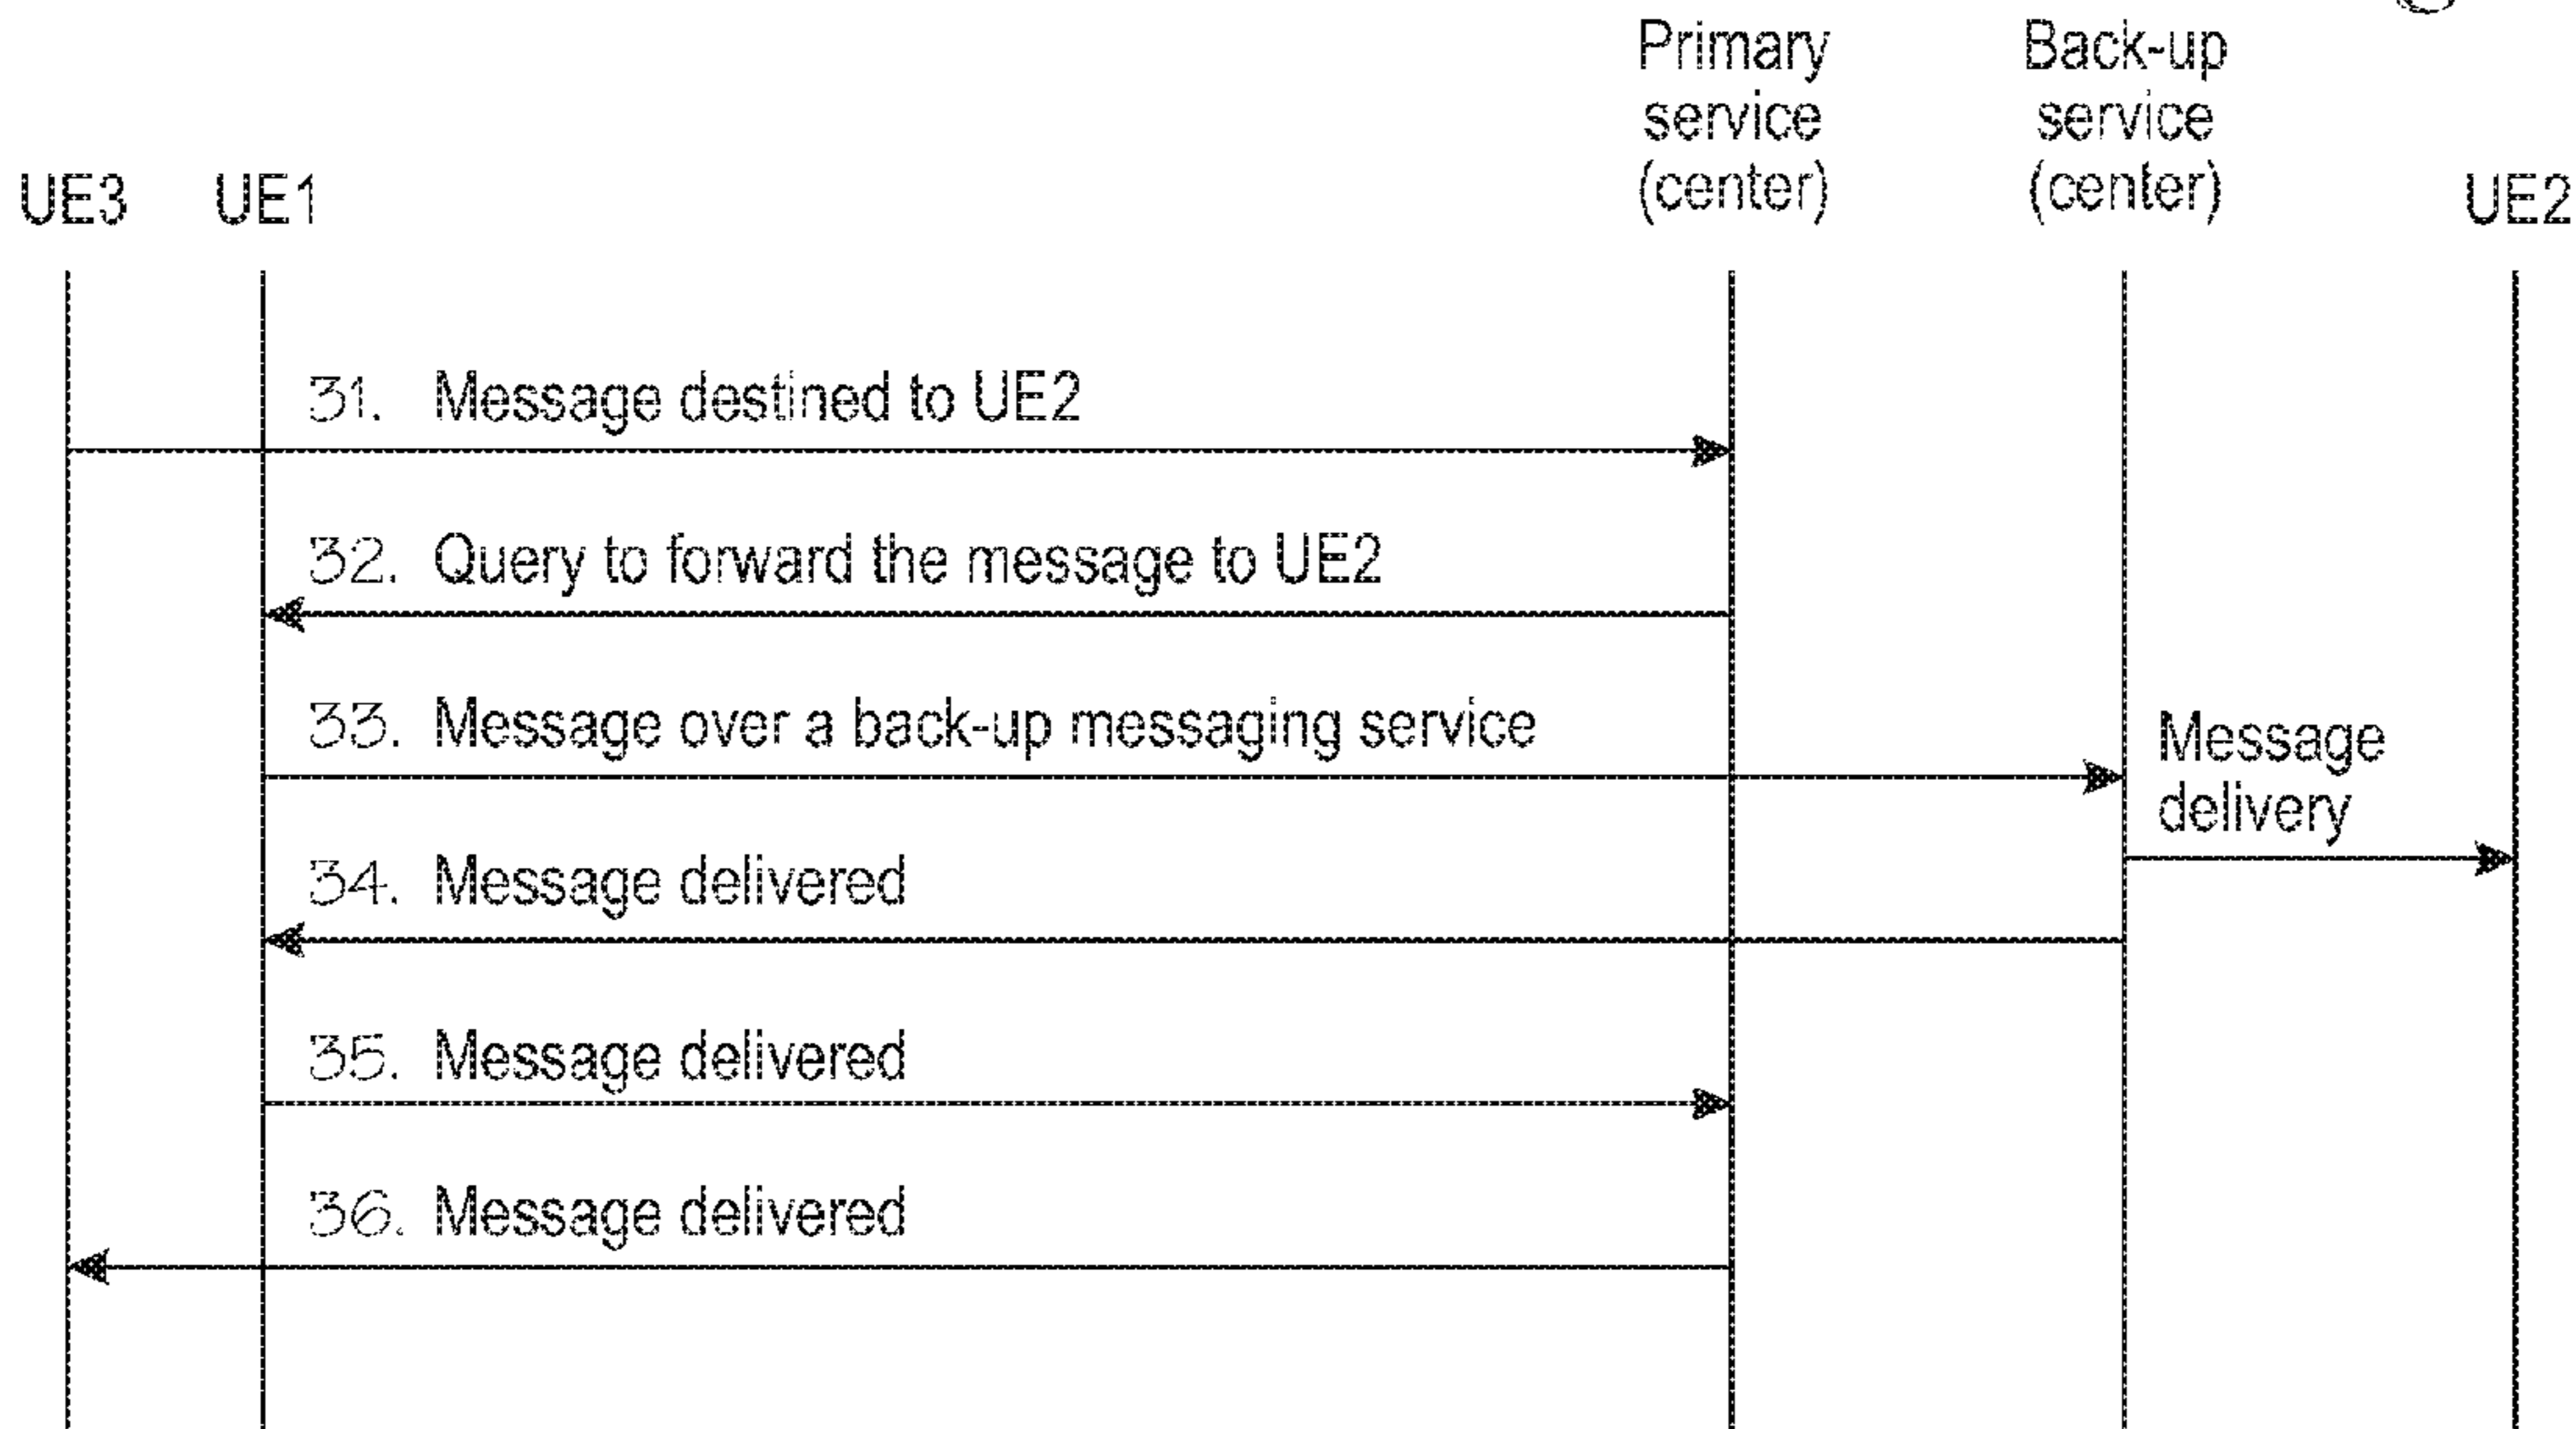 Primary
service
(center)
Back-up
service
(center)
UE3
UE1
UE2
31. Message destined to UE2
32. Query to forward the message to UE2
33. Message over a back-up messaging service
Message
delivery
34. Message delivered
35. Message delivered
36. Message delivered